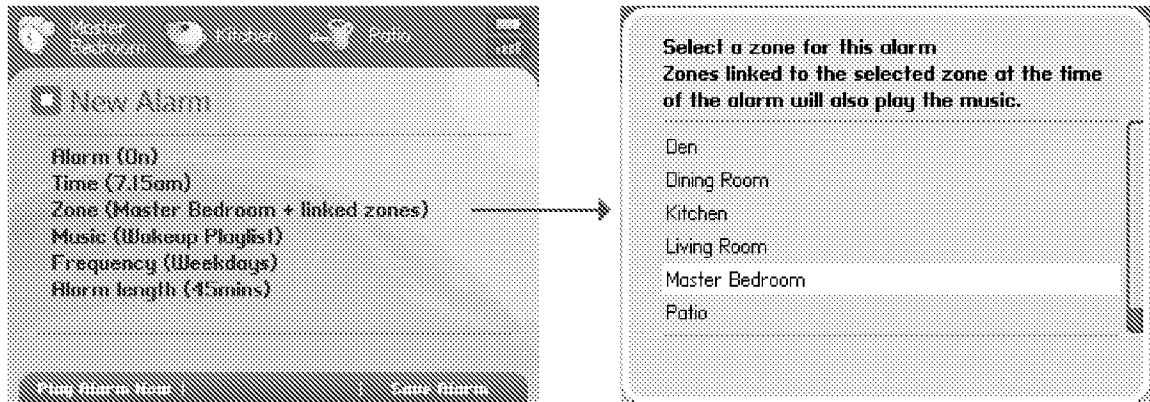 Master
Bedroom
Kitchen
Patio
New Alarm
Alarm (On)
Time (7.15am)
Zone (Master Bedroom + linked zones)
Music (Wakeup Playlist)
Frequency (Weekdays)
Alarm length (45mins)
Play Alarm Now
Save Alarm
Select a zone for this alarm
Zones linked to the selected zone at the time
of the alarm will also play the music.
Den
Dining Room
Kitchen
Living Room
Master Bedroom
Patio